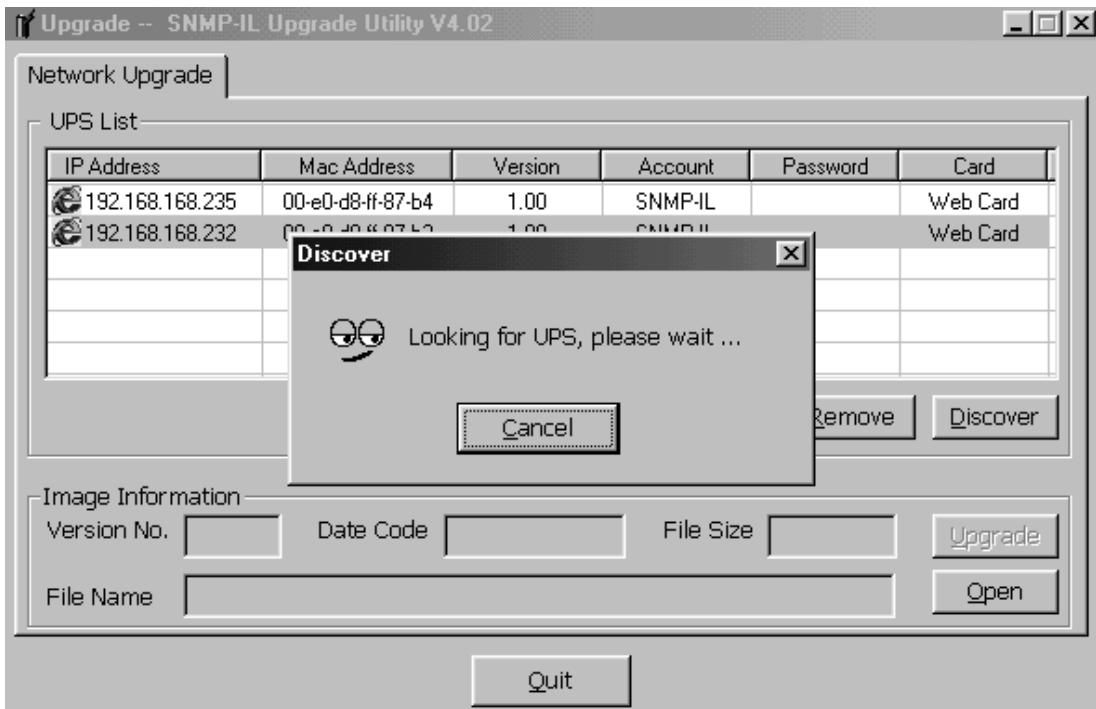 Upgrade -- SNMP-IL Upgrade Utility V4.02
Network Upgrade
UPS List
IP Address Mac Address Version Account Password Card
192.168.168.235 00-e0-d8-ff-87-b4 1.00 SNMP-IL Web Card
192.168.168.232 Web Card
Discover
Looking for UPS, please wait ...
Cancel
Remove Discover
Image Information
Version No. Date Code File Size Upgrade
File Name Open
Quit